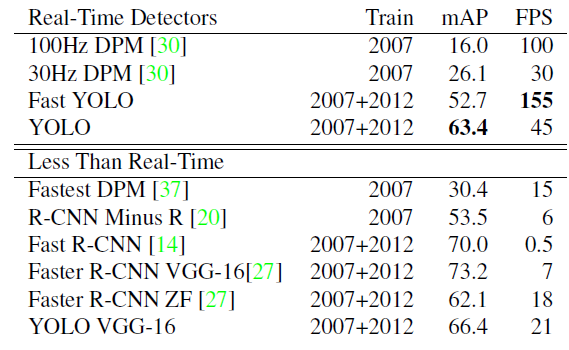 Real-Time Detectors Train mAP FPS
100Hz DPM [30] 2007 16.0 100
30Hz DPM [30] 2007 26.1 30
Fast YOLO 2007+2012 52.7 155
YOLO 2007+2012 63.4 45
Less Than Real-Time
Fastest DPM [37] 2007 30.4 15
R-CNN Minus R [20] 2007 53.5 6
Fast R-CNN [14] 2007+2012 70.0 0.5
Faster R-CNN VGG-16[27] 2007+2012 73.2 7
Faster R-CNN ZF [27] 2007+2012 62.1 18
YOLO VGG-16 2007+2012 66.4 21